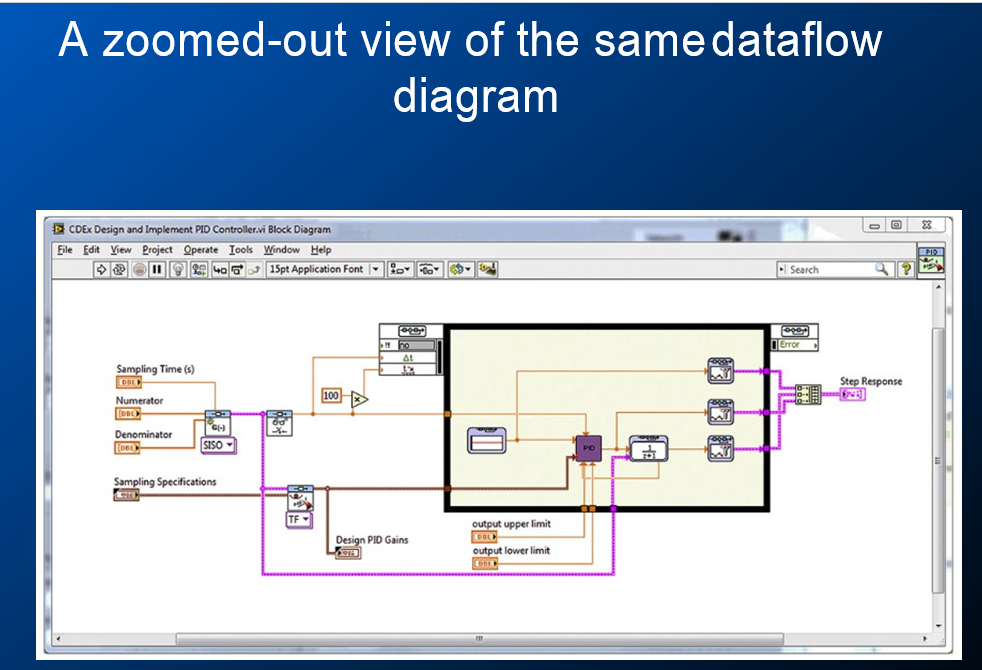 A zoomed-out view of the same dataflow
diagram
CDEx Design and Implement PID Controller.vi Block Diagram
File Edit View Project Operate Tools Window Help
15pt Application Font
Search
?
PID
no
Δt
Error
Sampling Time (s)
DBL
100
x
Step Response
Numerator
[DBL]
G(-)
Denominator
[DBL]
SISO
PID
1
z+1
Sampling Specifications
TF
output upper limit
DBL
Design PID Gains
output lower limit
DBL